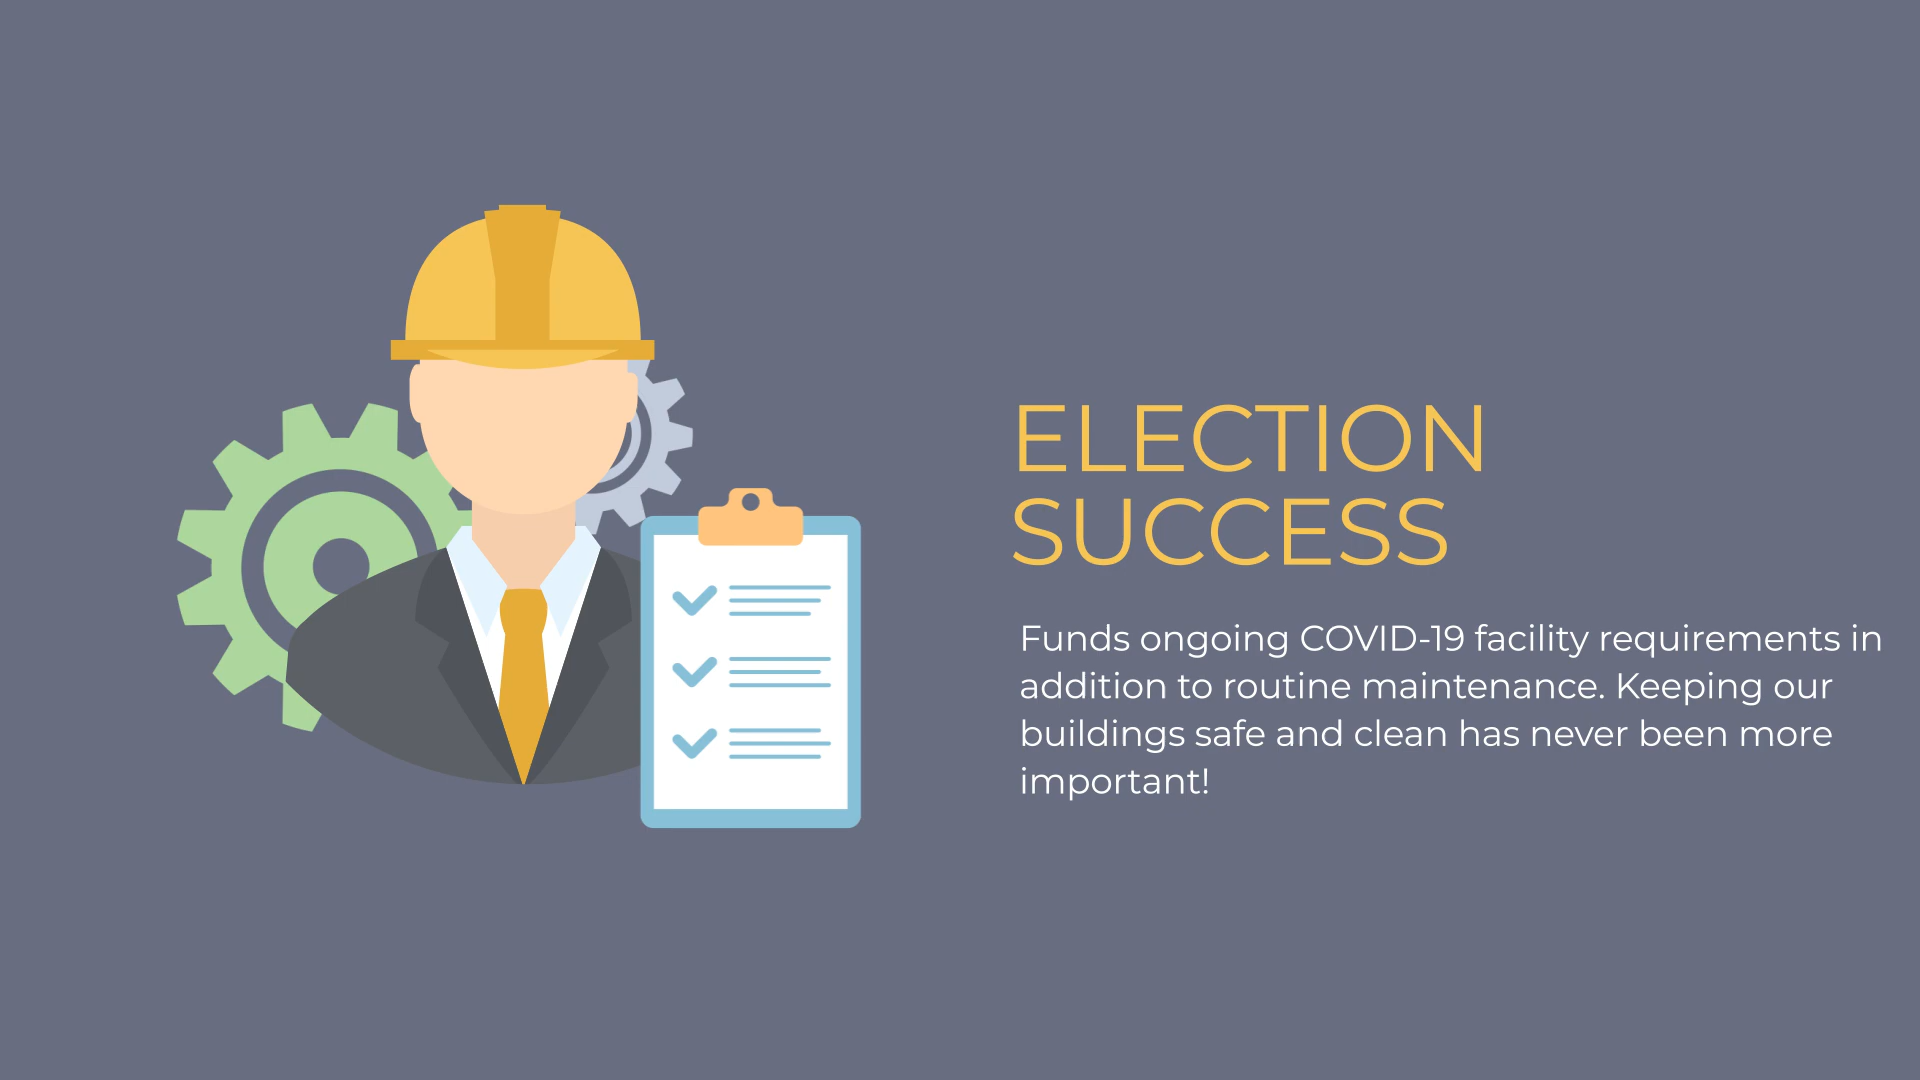 ELECTION
SUCCESS
Funds ongoing COVID-19 facility requirements in
addition to routine maintenance. Keeping our
buildings safe and clean has never been more
important!